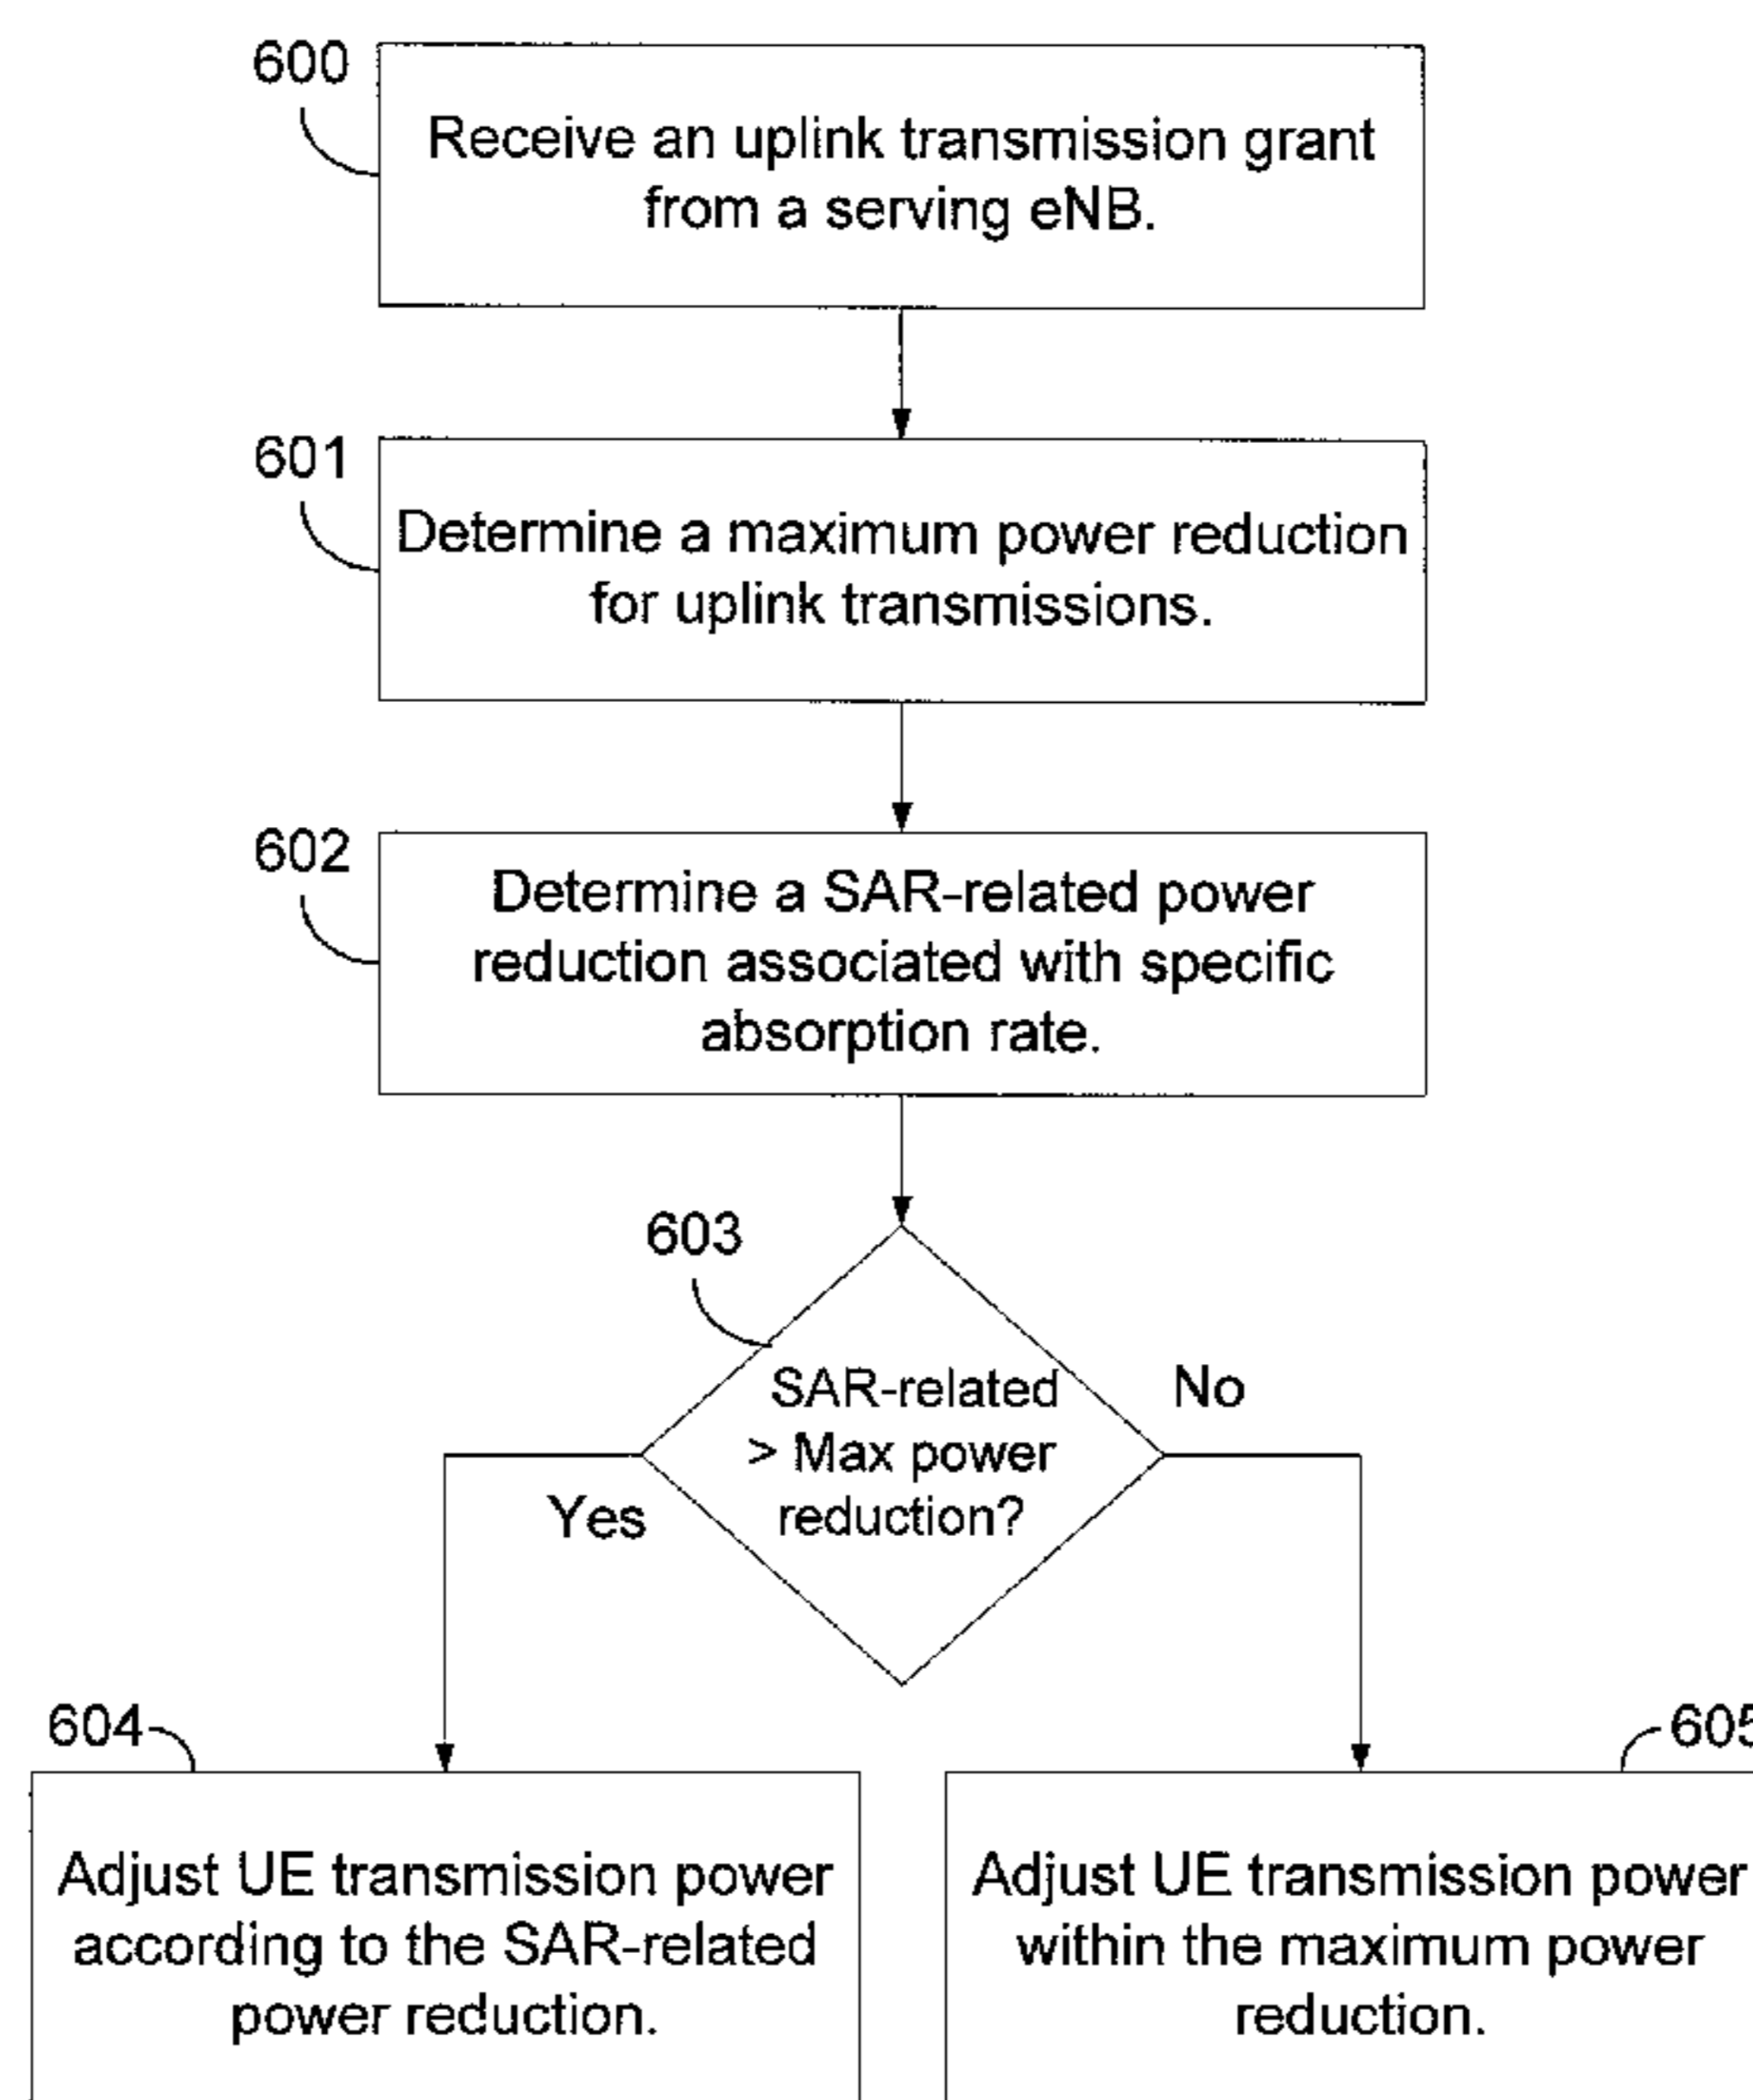 600
Receive an uplink transmission grant
from a serving eNB.
601
Determine a maximum power reduction
for uplink transmissions.
602
Determine a SAR-related power
reduction associated with specific
absorption rate.
603
SAR-related
> Max power
reduction?
No
Yes
604
605
Adjust UE transmission power
according to the SAR-related
power reduction.
Adjust UE transmission power
within the maximum power
reduction.